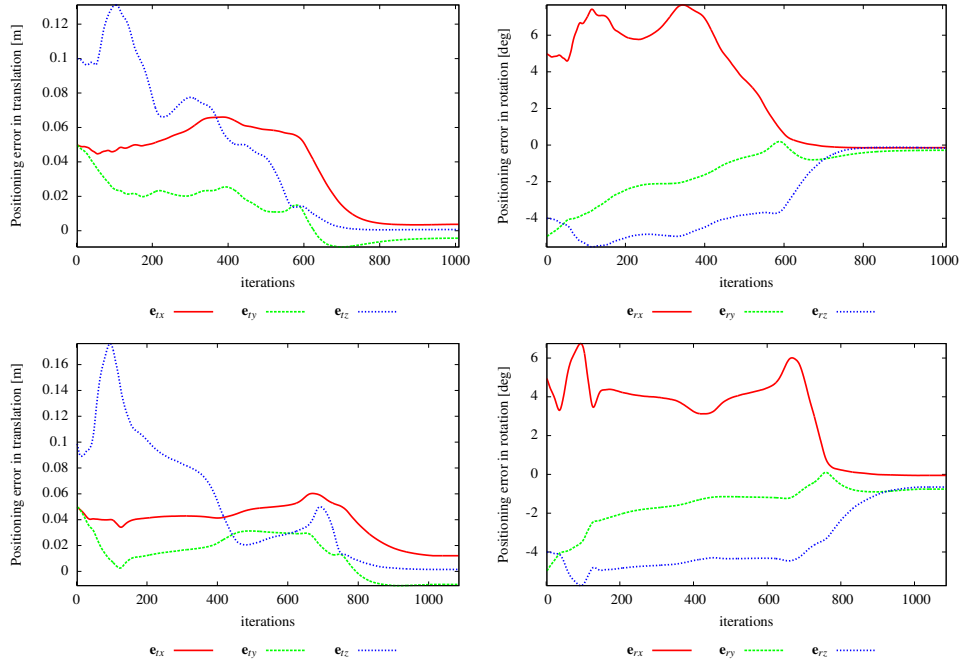 Positioning error in translation [m]
0.12
0.1
0.08
0.06
0.04
0.02
0
0 200 400 600 800 1000
iterations
e_tx e_ty e_tz
Positioning error in rotation [deg]
6
4
2
0
-2
-4
0 200 400 600 800 1000
iterations
e_rx e_ry e_rz
Positioning error in translation [m]
0.16
0.14
0.12
0.1
0.08
0.06
0.04
0.02
0
0 200 400 600 800 1000
iterations
e_tx e_ty e_tz
Positioning error in rotation [deg]
6
4
2
0
-2
-4
0 200 400 600 800 1000
iterations
e_rx e_ry e_rz